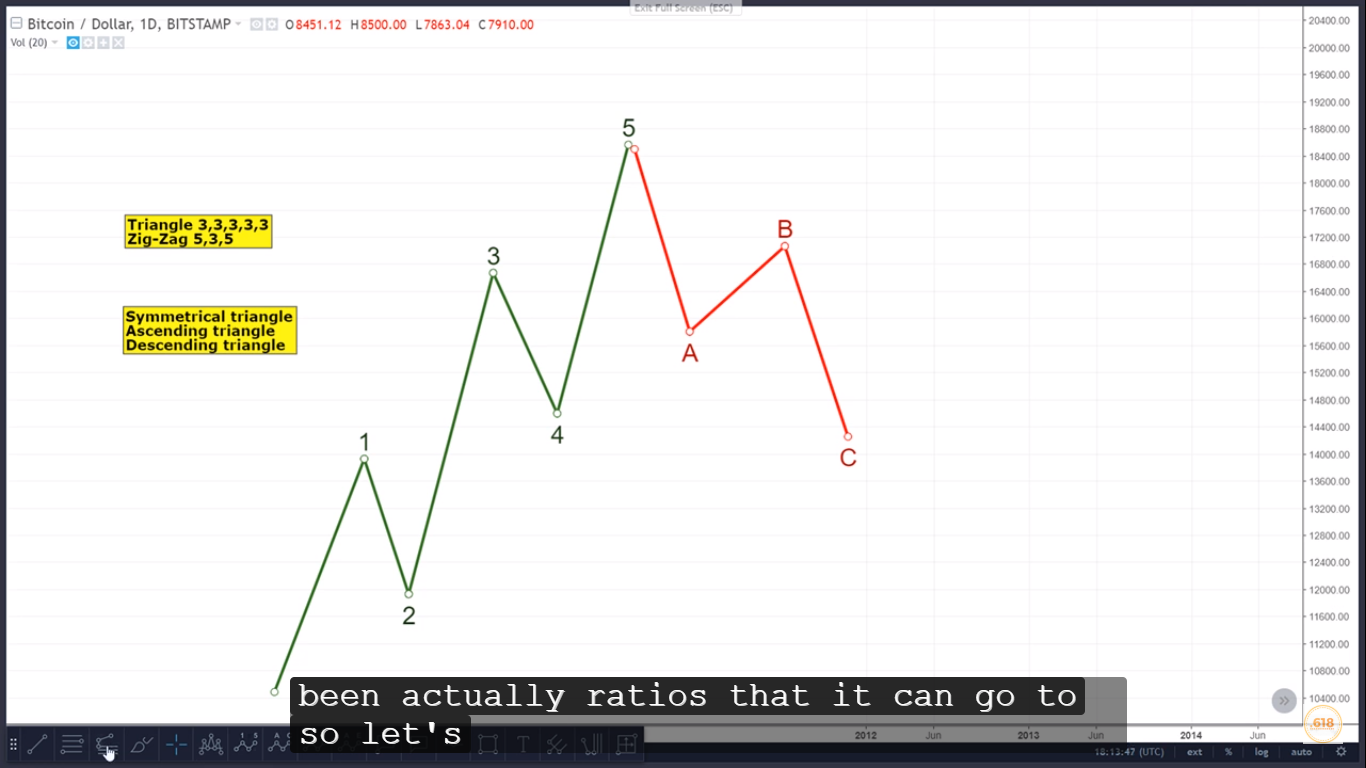 Exit Full Screen (ESC)
Bitcoin / Dollar, 1D, BITSTAMP O8451.12 H8500.00 L7863.04 C7910.00
Vol (20)
20400.00
20000.00
19600.00
19200.00
18800.00
18400.00
18000.00
17600.00
17200.00
16800.00
16400.00
16000.00
15600.00
15200.00
14800.00
14400.00
14000.00
13600.00
13200.00
12800.00
12400.00
12000.00
11600.00
11200.00
10800.00
10400.00
5
B
3
A
4
C
1
2
Triangle 3,3,3,3,3
Zig-Zag 5,3,5
Symmetrical triangle
Ascending triangle
Descending triangle
been actually ratios that it can go to
so let's
2012 Jun 2013 Jun 2014 Jun
.618
18:13:47 (UTC) ext % log auto